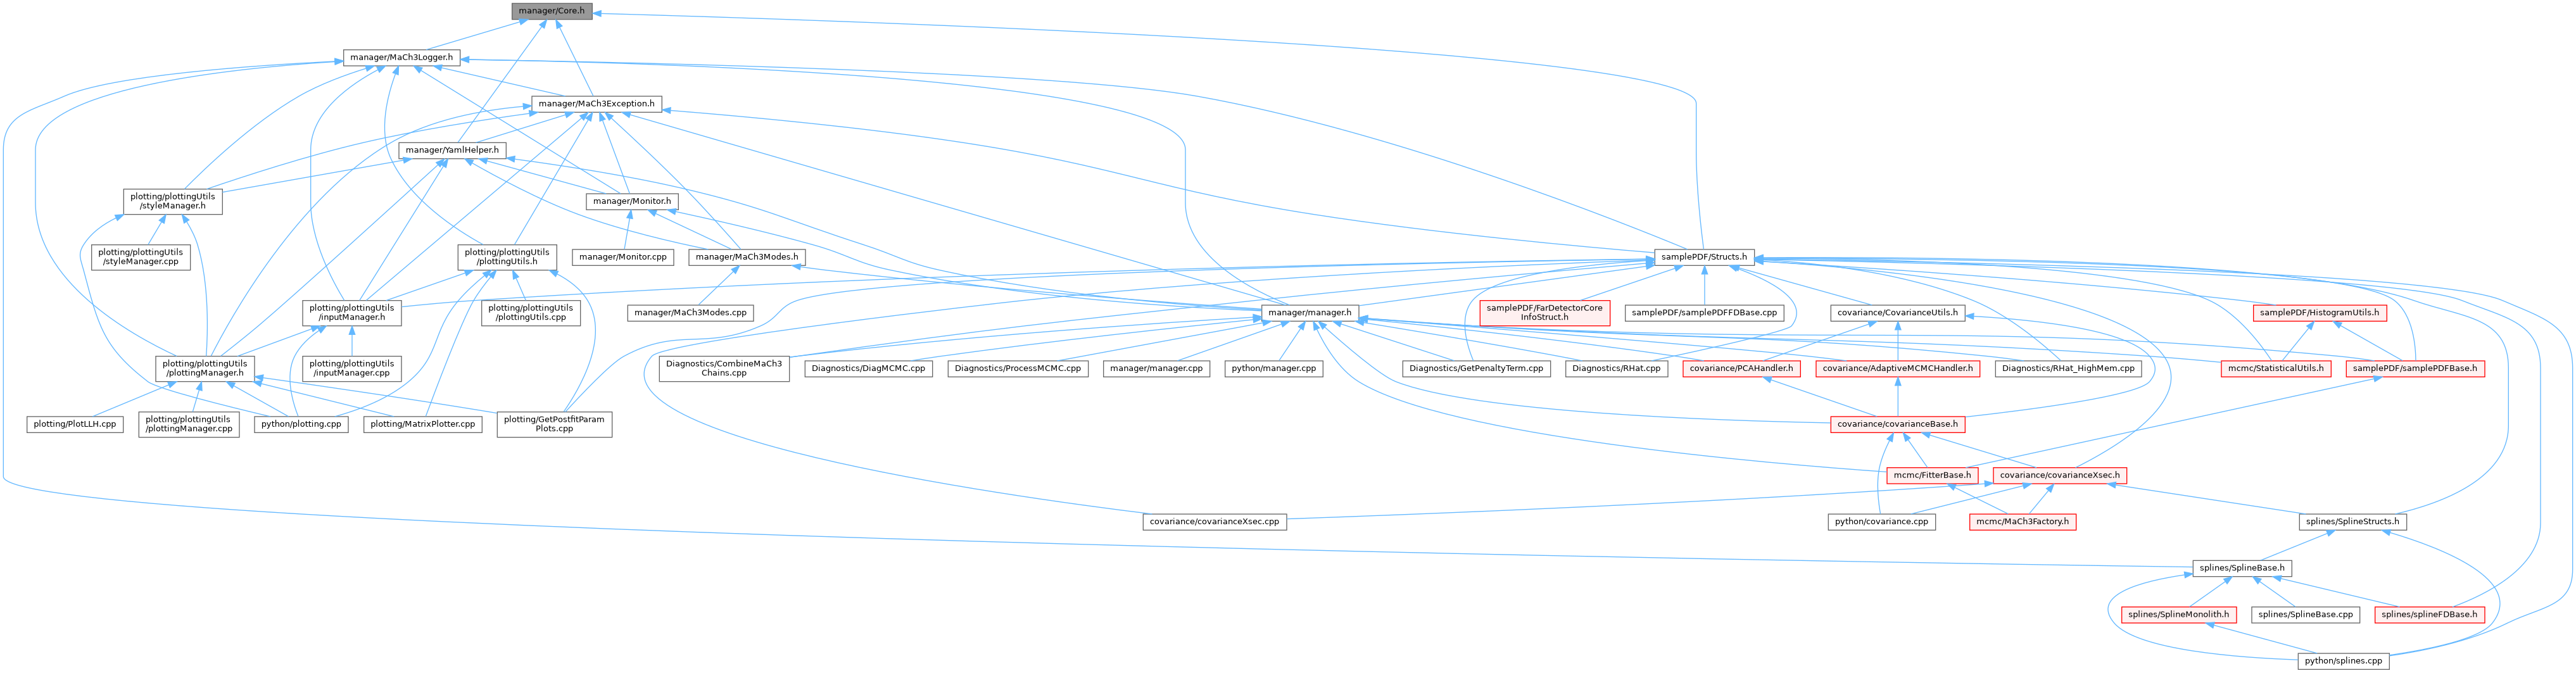 manager/Core.h
manager/MaCh3Logger.h
manager/MaCh3Exception.h
manager/YamlHelper.h
plotting/plottingUtils
/styleManager.h
manager/Monitor.h
plotting/plottingUtils
/styleManager.cpp
plotting/plottingUtils
/plottingUtils.h
manager/Monitor.cpp
manager/MaCh3Modes.h
samplePDF/Structs.h
plotting/plottingUtils
/inputManager.h
plotting/plottingUtils
/plottingUtils.cpp
manager/MaCh3Modes.cpp
manager/manager.h
samplePDF/FarDetectorCore
InfoStruct.h
samplePDF/samplePDFFDBase.cpp
covariance/CovarianceUtils.h
samplePDF/HistogramUtils.h
plotting/plottingUtils
/plottingManager.h
plotting/plottingUtils
/inputManager.cpp
Diagnostics/CombineMaCh3
Chains.cpp
Diagnostics/DiagMCMC.cpp
Diagnostics/ProcessMCMC.cpp
manager/manager.cpp
python/manager.cpp
Diagnostics/GetPenaltyTerm.cpp
Diagnostics/RHat.cpp
covariance/PCAHandler.h
covariance/AdaptiveMCMCHandler.h
Diagnostics/RHat_HighMem.cpp
mcmc/StatisticalUtils.h
samplePDF/samplePDFBase.h
plotting/PlotLLH.cpp
plotting/plottingUtils
/plottingManager.cpp
python/plotting.cpp
plotting/MatrixPlotter.cpp
plotting/GetPostfitParam
Plots.cpp
covariance/covarianceBase.h
mcmc/FitterBase.h
covariance/covarianceXsec.h
covariance/covarianceXsec.cpp
python/covariance.cpp
mcmc/MaCh3Factory.h
splines/SplineStructs.h
splines/SplineBase.h
splines/SplineMonolith.h
splines/SplineBase.cpp
splines/splineFDBase.h
python/splines.cpp